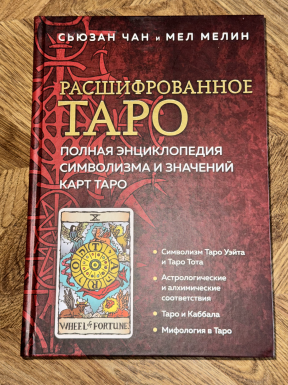 СЬЮЗАН ЧАН и МЕЛ МЕЛИН
РАСШИФРОВАННОЕ
ТАРО
ПОЛНАЯ ЭНЦИКЛОПЕДИЯ
СИМВОЛИЗМА И ЗНАЧЕНИЙ
КАРТ ТАРО
X
WHEEL of FORTUNE
• Символизм Таро Уэйта
и Таро Тота
• Астрологические
и алхимические
соответствия
• Таро и Каббала
• Мифология в Таро